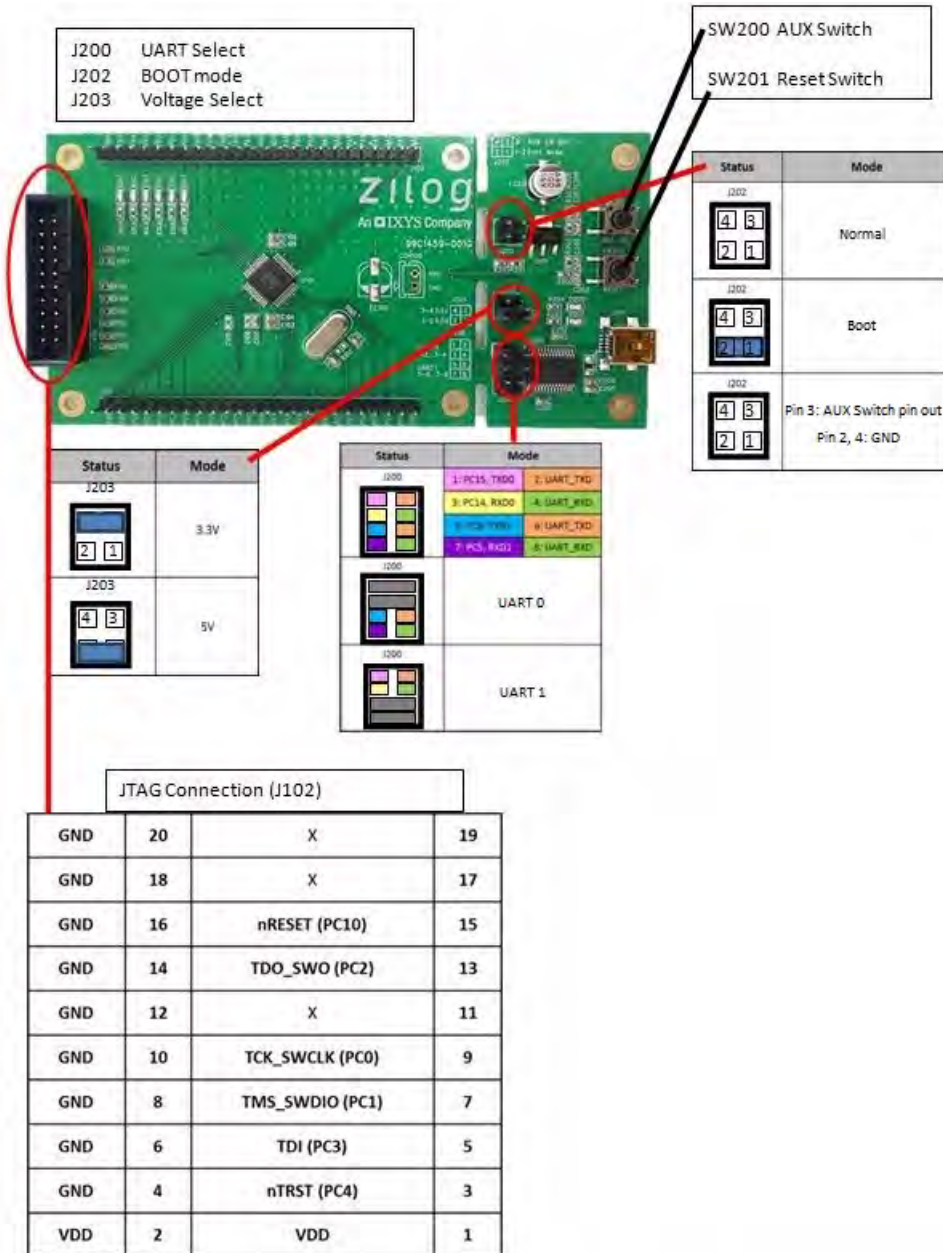 J200 UART Select
J202 BOOT mode
J203 Voltage Select
SW200 AUX Switch
SW201 Reset Switch
zilog
An IXYS Company
99C1459-001G
Status Mode
J202
4 3
2 1
Normal
J202
4 3
2 1
Boot
J202
4 3
2 1
Pin 3: AUX Switch pin out
Pin 2, 4: GND
Status Mode
J203
2 1
3.3V
J203
4 3
5V
Status Mode
J200
1: PC15, TXD0 2: UART_TXD
3: PC14, RXD0 4: UART_RXD
6: UART_TXD
7: PC5, RXD1 8: UART_RXD
J200
UART 0
J200
UART 1
JTAG Connection (J102)
GND 20 X 19
GND 18 X 17
GND 16 nRESET (PC10) 15
GND 14 TDO_SWO (PC2) 13
GND 12 X 11
GND 10 TCK_SWCLK (PC0) 9
GND 8 TMS_SWDIO (PC1) 7
GND 6 TDI (PC3) 5
GND 4 nTRST (PC4) 3
VDD 2 VDD 1